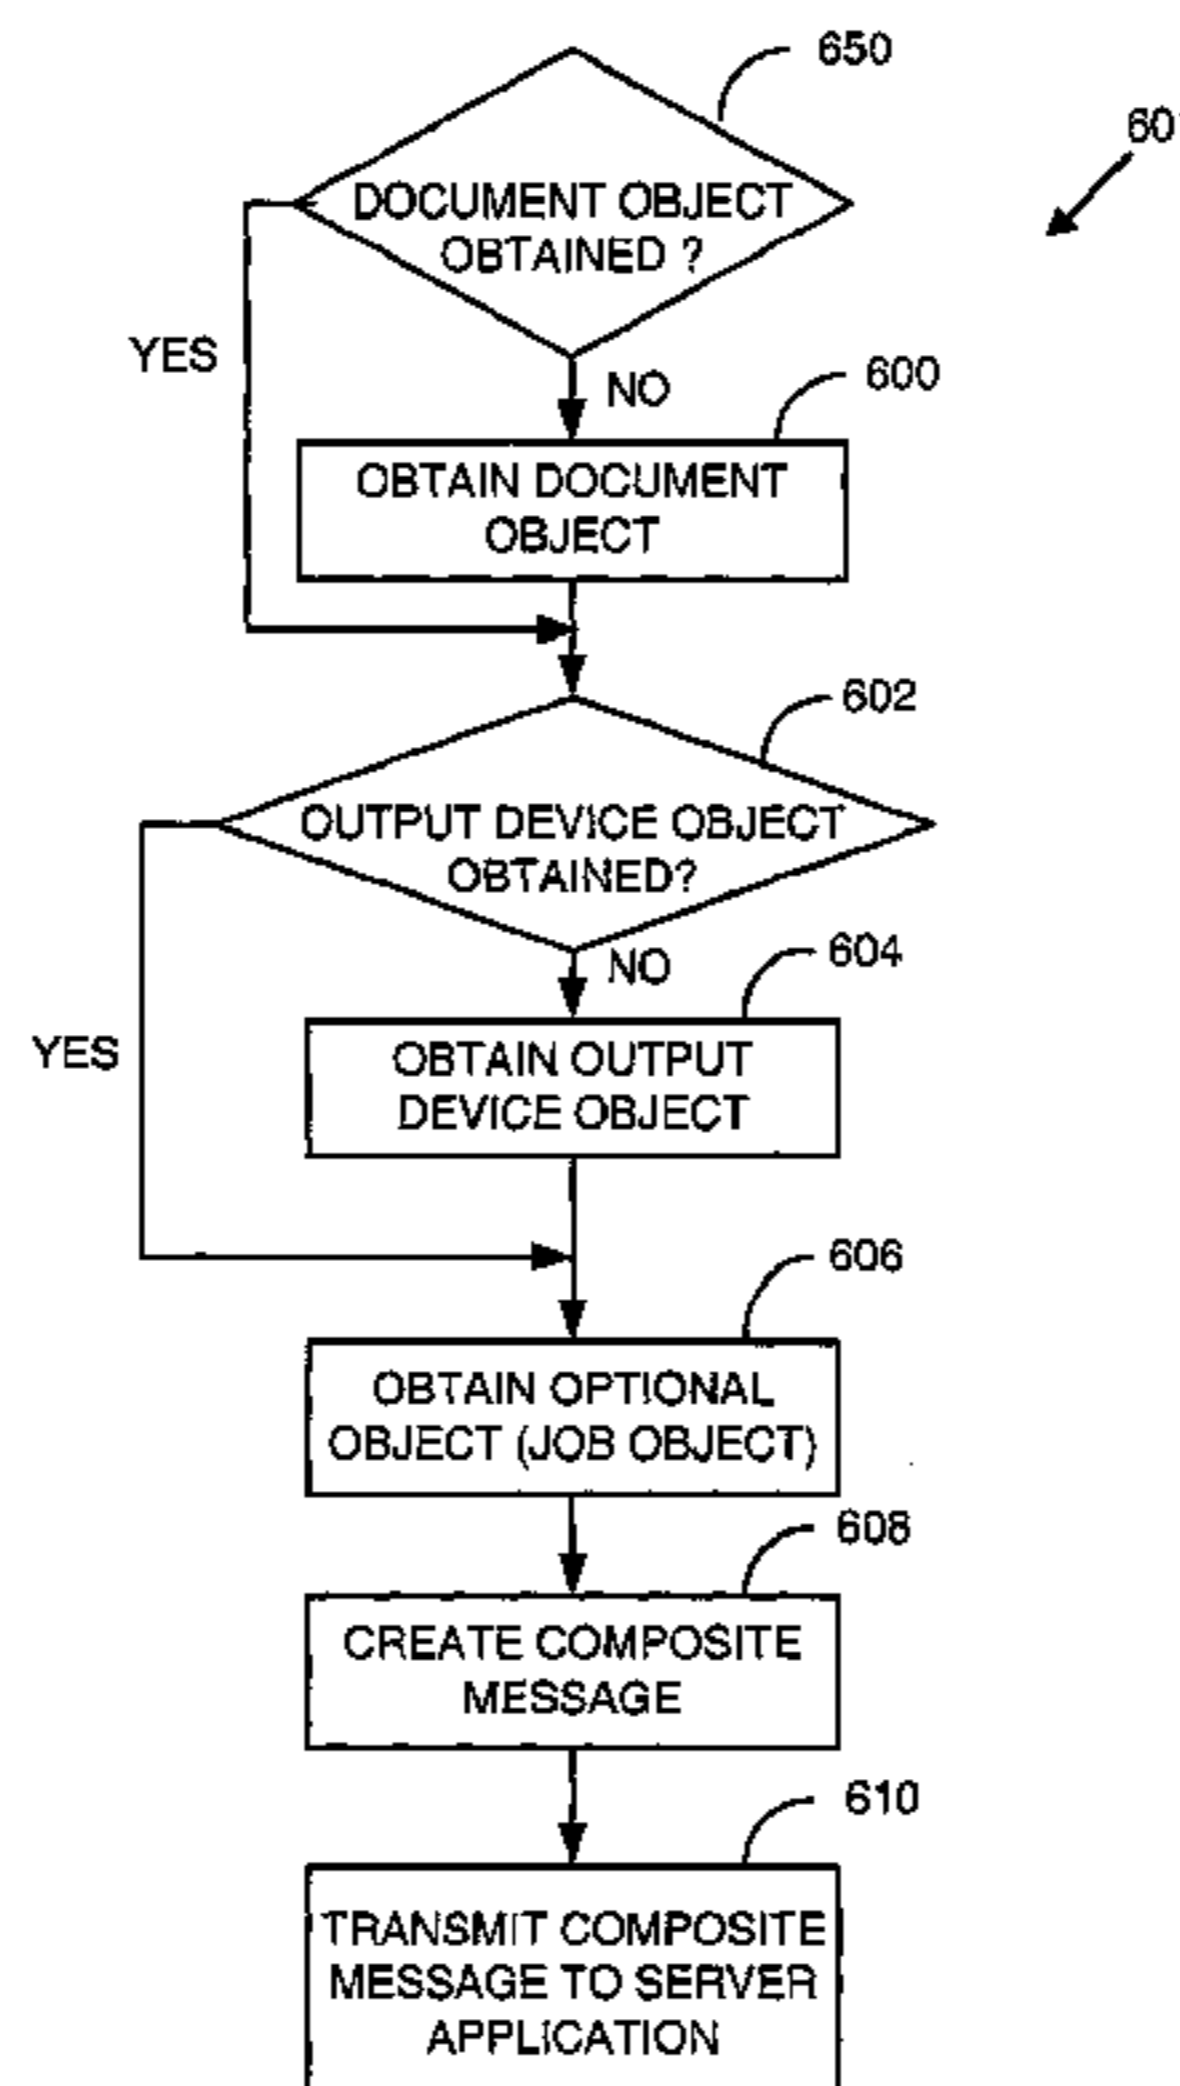 650
60
DOCUMENT OBJECT
OBTAINED ?
YES
NO
600
OBTAIN DOCUMENT
OBJECT
602
OUTPUT DEVICE OBJECT
OBTAINED?
NO
604
YES
OBTAIN OUTPUT
DEVICE OBJECT
606
OBTAIN OPTIONAL
OBJECT (JOB OBJECT)
608
CREATE COMPOSITE
MESSAGE
610
TRANSMIT COMPOSITE
MESSAGE TO SERVER
APPLICATION